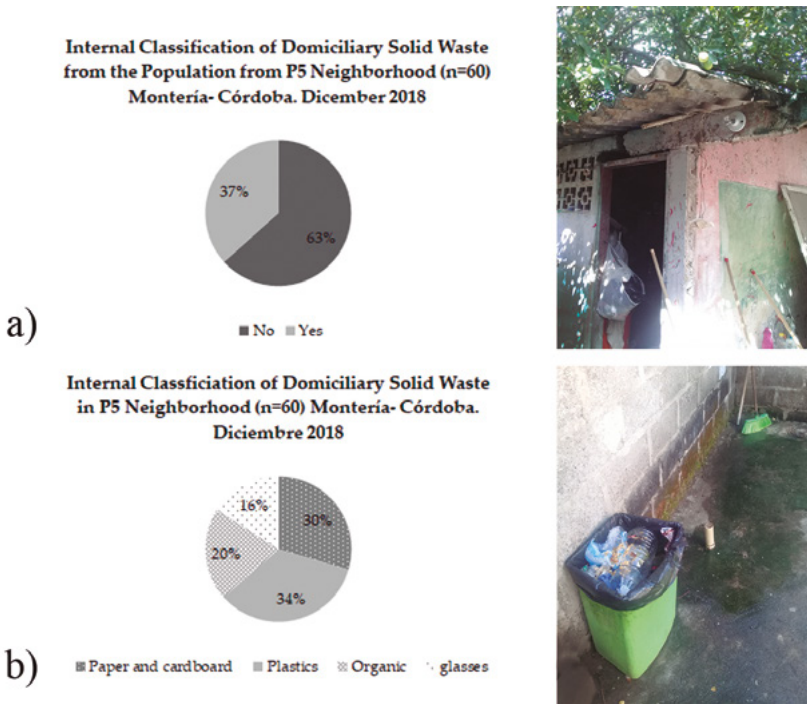 Internal Classification of Domiciliary Solid Waste
from the Population from P5 Neighborhood (n=60)
Montería- Córdoba. Dicember 2018
37%
63%
a)
No Yes
Internal Classficiation of Domiciliary Solid Waste
in P5 Neighborhood (n=60) Montería- Córdoba.
Diciembre 2018
16%
30%
20%
34%
b)
Paper and cardboard Plastics Organic glasses